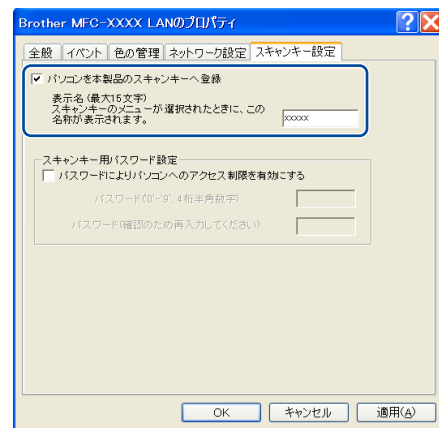 Brother MFC-XXXX LANのプロパティ
全般 イベント 色の管理 ネットワーク設定 スキャンキー設定
パソコンを本製品のスキャンキーへ登録
表示名（最大15文字）
スキャンキーのメニューが選択されたときに、この
名称が表示されます。 xxxxx
スキャンキー用パスワード設定
パスワードによりパソコンへのアクセス制限を有効にする
パスワード('0'-'9', 4桁半角数字)
パスワード(確認のため再入力してください)
OK キャンセル 適用(A)